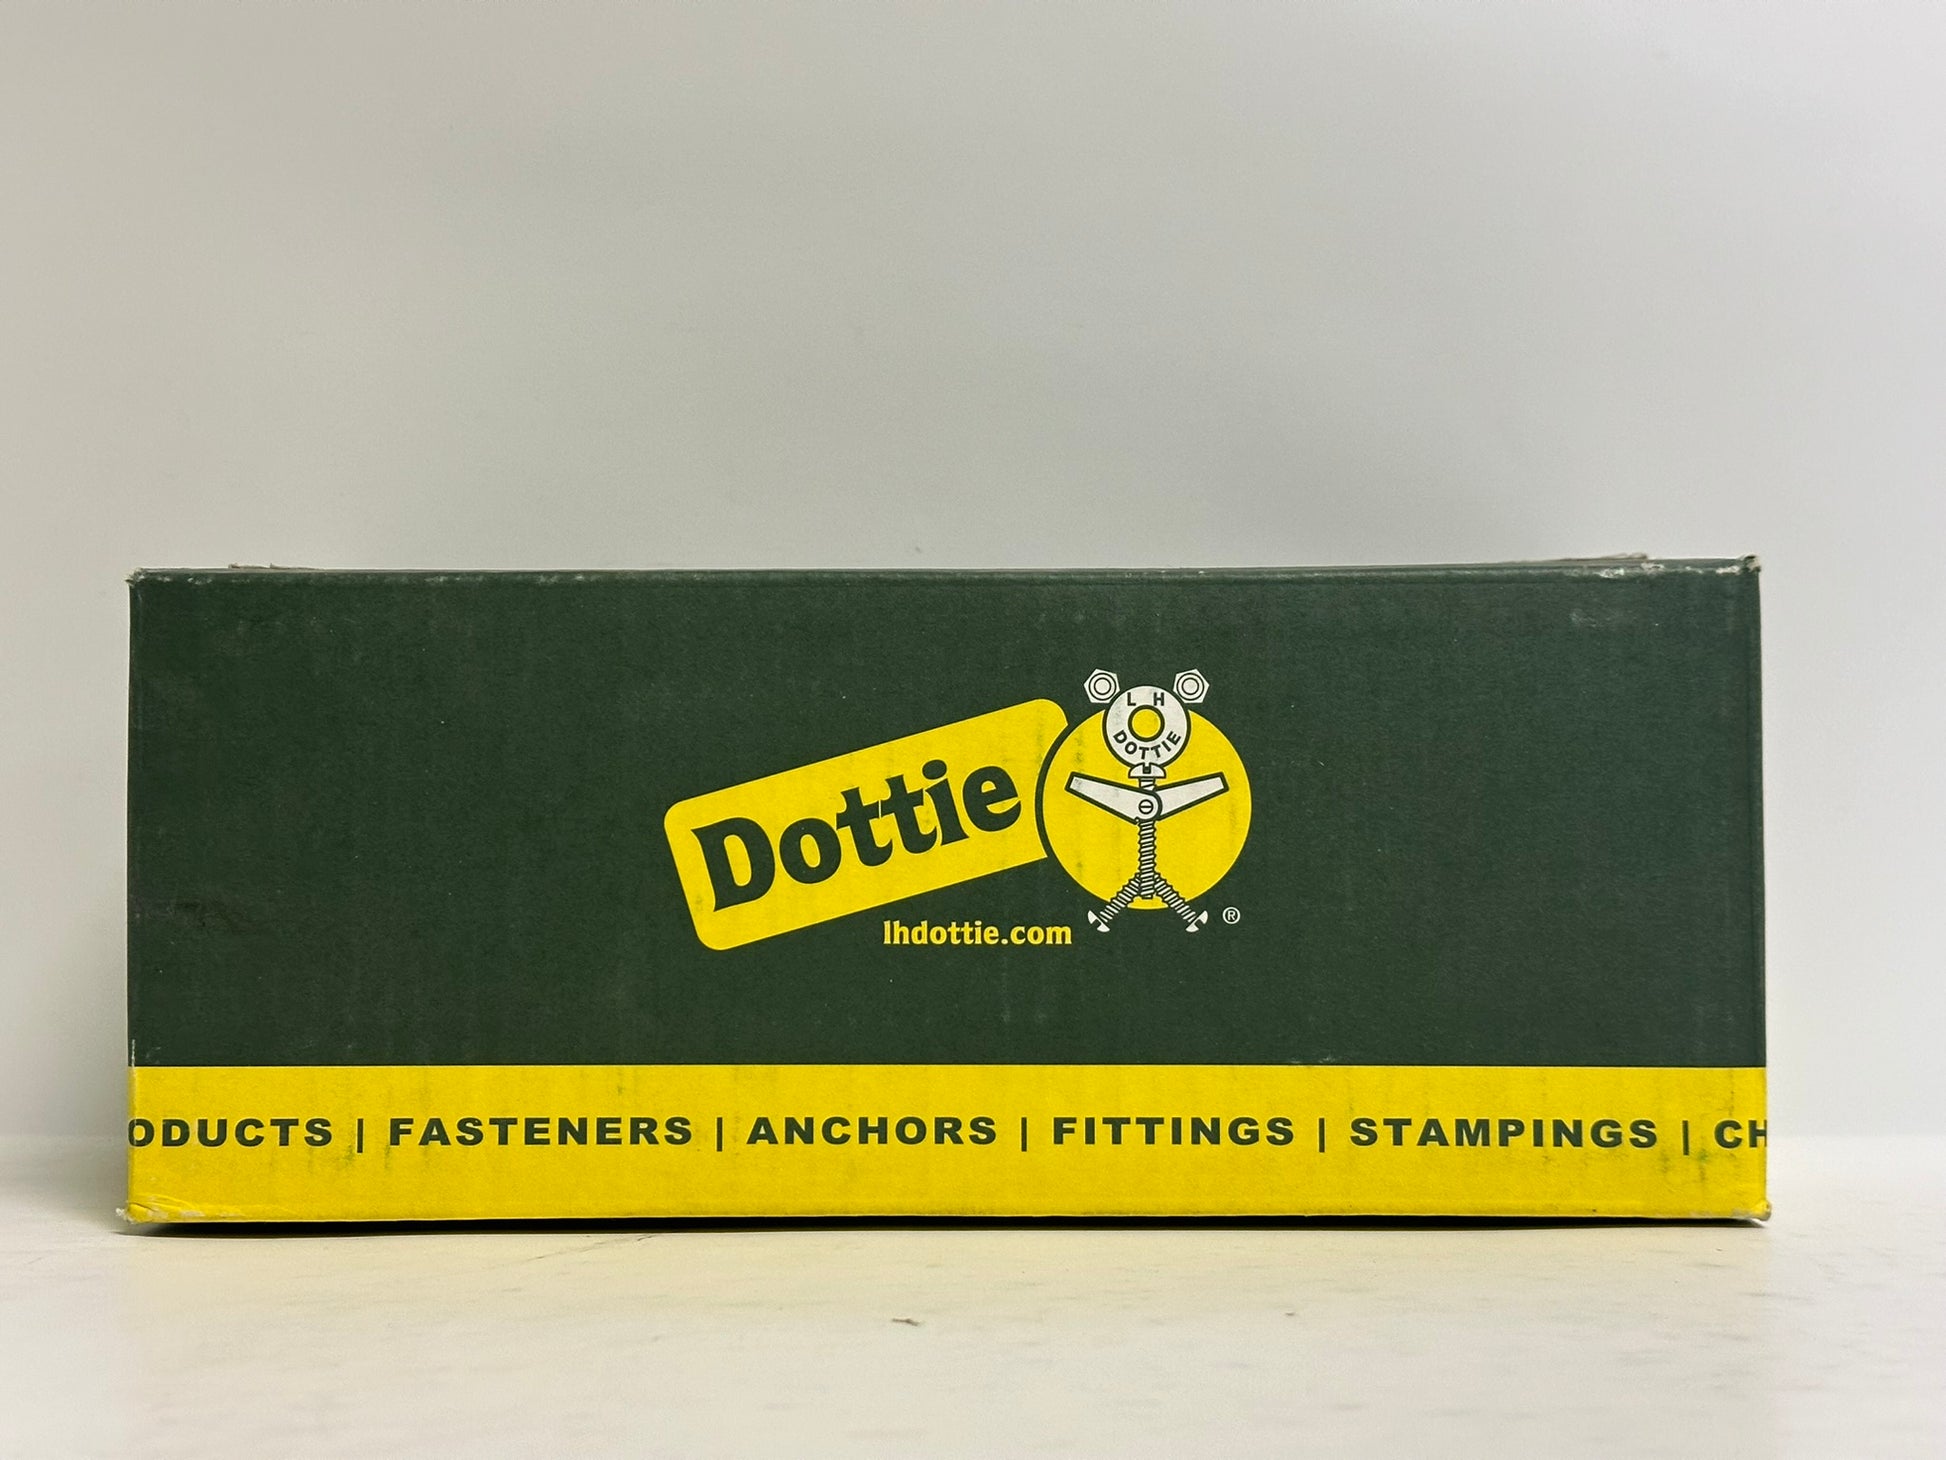 L H
DOTTIE
Dottie
lhdottie.com
®
ODUCTS | FASTENERS | ANCHORS | FITTINGS | STAMPINGS | CH